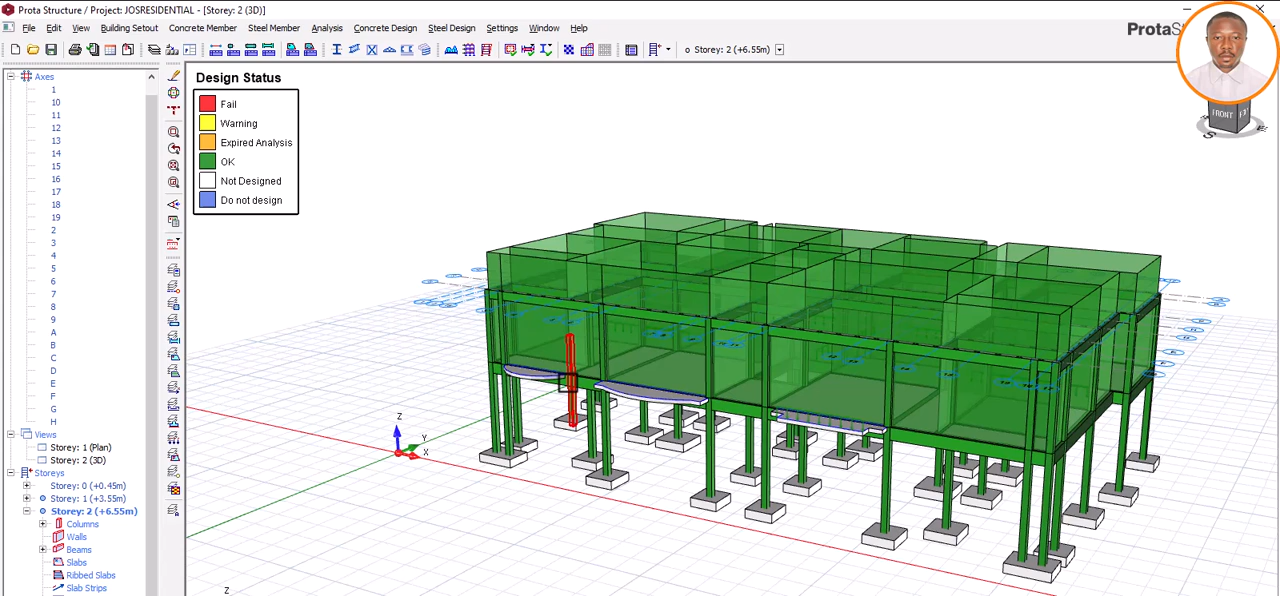 Prota Structure / Project: JOSRESIDENTIAL - [Storey: 2 (3D)]
File Edit View Building Setout Concrete Member Steel Member Analysis Concrete Design Steel Design Settings Window Help
Storey: 2 (+6.55m)
Design Status
Fail
Warning
Expired Analysis
OK
Not Designed
Do not design
Axes
1
10
11
12
13
14
15
16
17
18
19
2
3
4
5
6
7
8
9
A
B
C
D
E
F
G
H
Views
Storey: 1 (Plan)
Storey: 2 (3D)
Storeys
Storey: 0 (+0.45m)
Storey: 1 (+3.55m)
Storey: 2 (+6.55m)
Columns
Walls
Beams
Slabs
Ribbed Slabs
Slab Strips
Z
Y
X
Z
FRONT
S
E